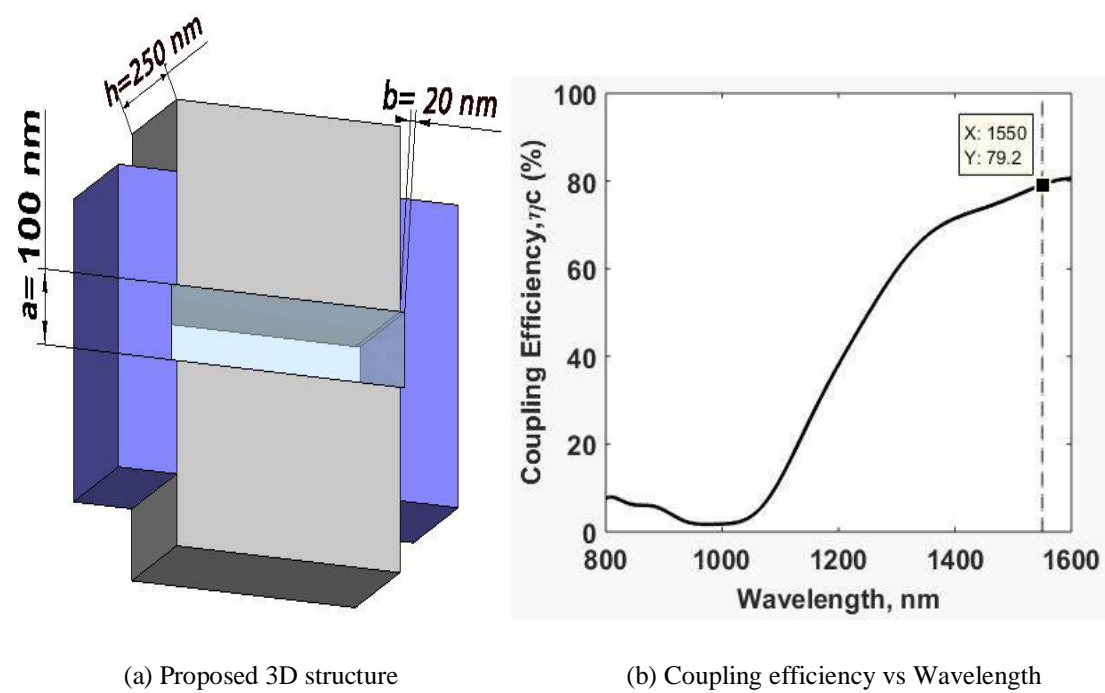 h=250 nm
b= 20 nm
a= 100 nm
100
80
60
40
20
0
Coupling Efficiency,ηc (%)
X: 1550
Y: 79.2
800 1000 1200 1400 1600
Wavelength, nm
(a) Proposed 3D structure
(b) Coupling efficiency vs Wavelength